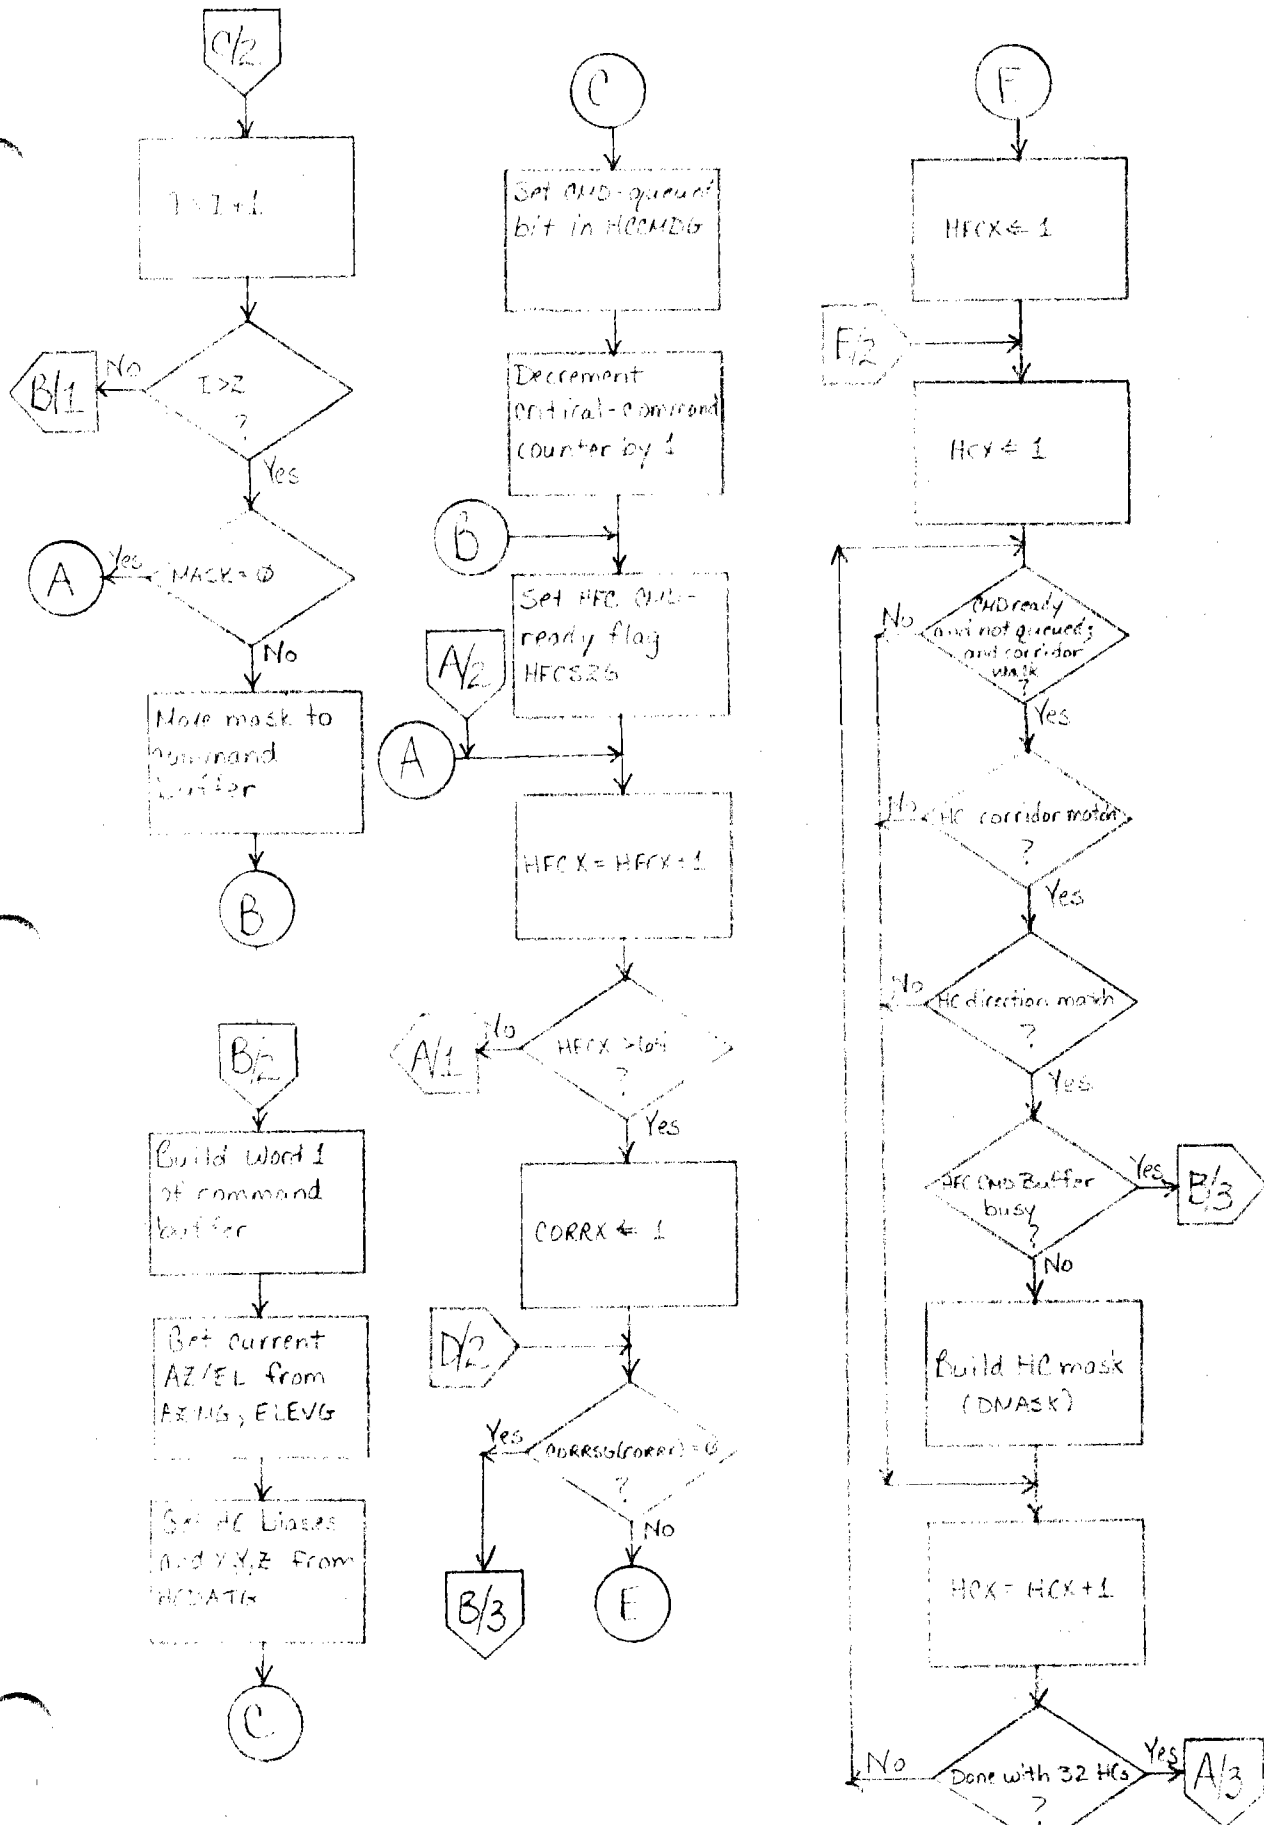 C/2
I = I+1
I>2
?
No
B/1
Yes
MASK = Ø
Yes
A
No
Move mask to
command
buffer
B
B/2
Build Word 1
of command
buffer
Get current
AZ/EL from
AZIMG, ELEVG
Get HC biases
and X,Y,Z from
HCDATG
C
C
Set CMD-queued
bit in HCCMDG
Decrement
critical-command
counter by 1
B
Set HFC CMD-
ready flag
HFCS2G
A/2
A
HFCX = HFCX+1
HFCX >64
?
No
A/1
Yes
CORRX ← 1
D/2
CORRSG(CORRX)=Ø
?
Yes
B/3
No
E
HFCX ← 1
F/2
HCX ← 1
CMD ready
and not queued;
and corridor
walk
?
No
Yes
HC corridor match
?
No
Yes
HC direction match
?
No
Yes
HFC CMD Buffer
busy
?
Yes
B/3
No
Build HC mask
(DMASK)
HCX = HCX+1
Done with 32 HCs
?
No
Yes
A/3